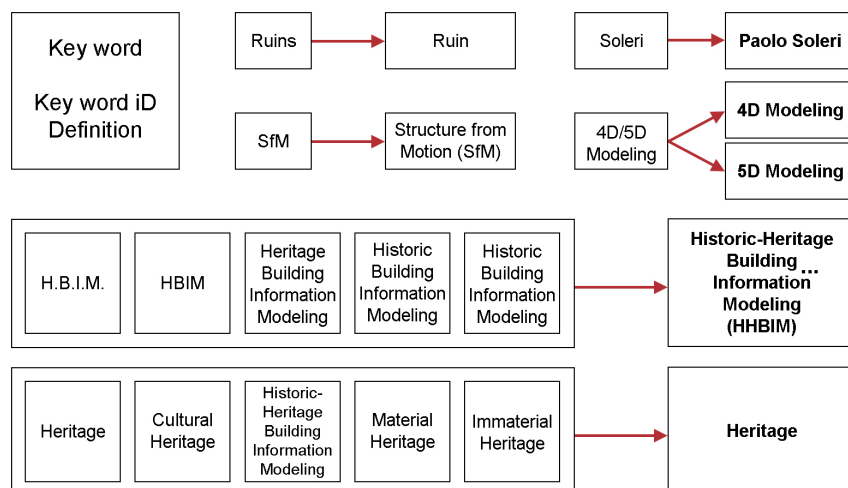 Key word
Key word iD
Definition
Ruins
Ruin
Soleri
Paolo Soleri
SfM
Structure from
Motion (SfM)
4D/5D
Modeling
4D Modeling
5D Modeling
H.B.I.M.
HBIM
Heritage
Building
Information
Modeling
Historic
Building
Information
Modeling
Historic
Building
Information
Modeling
Historic-Heritage
Building
...
Information
Modeling
(HHBIM)
Heritage
Cultural
Heritage
Historic-
Heritage
Building
Information
Modeling
Material
Heritage
Immaterial
Heritage
Heritage